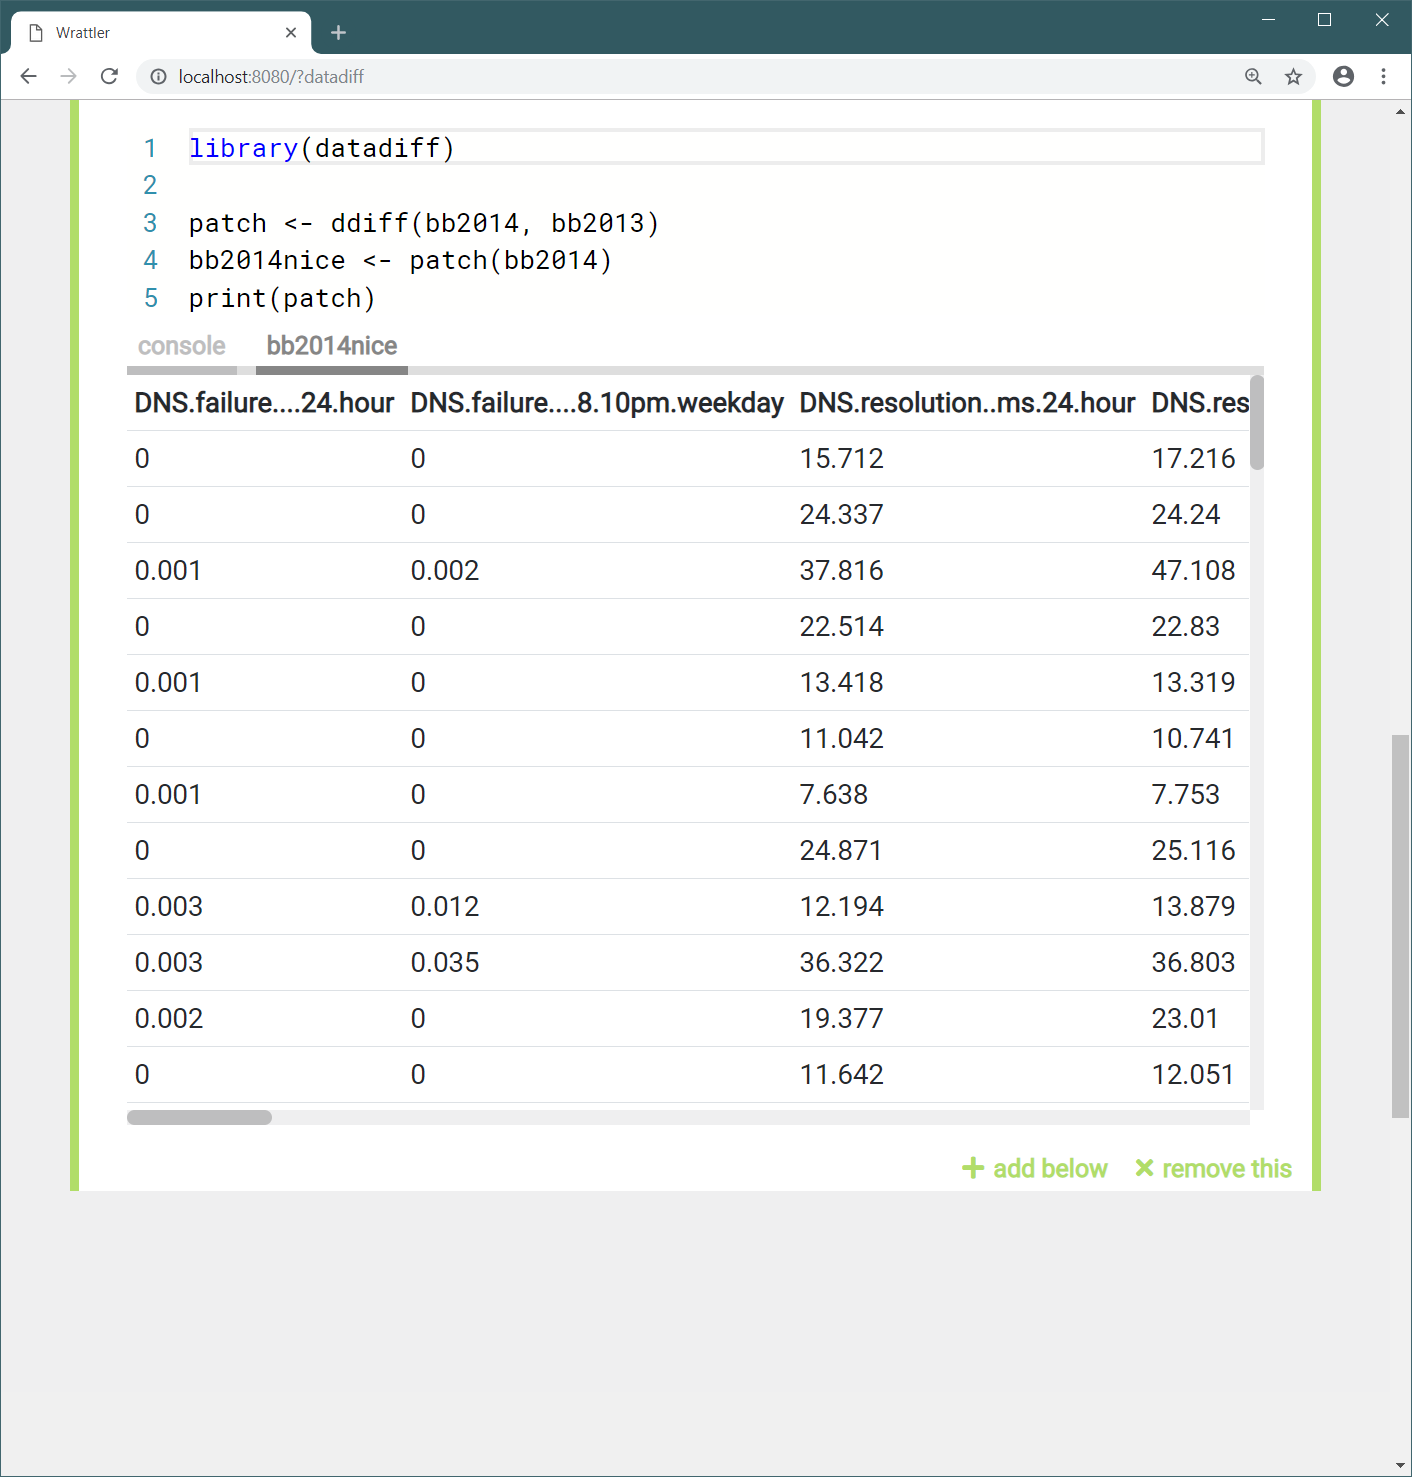 Wrattler
localhost:8080/?datadiff
1 library(datadiff)
2
3 patch <- ddiff(bb2014, bb2013)
4 bb2014nice <- patch(bb2014)
5 print(patch)
console bb2014nice
DNS.failure....24.hour DNS.failure....8.10pm.weekday DNS.resolution..ms.24.hour DNS.res
0 0 15.712 17.216
0 0 24.337 24.24
0.001 0.002 37.816 47.108
0 0 22.514 22.83
0.001 0 13.418 13.319
0 0 11.042 10.741
0.001 0 7.638 7.753
0 0 24.871 25.116
0.003 0.012 12.194 13.879
0.003 0.035 36.322 36.803
0.002 0 19.377 23.01
0 0 11.642 12.051
add below remove this